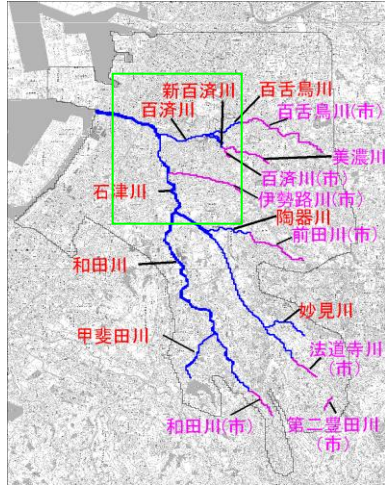 新百済川
百舌鳥川
百済川
百舌鳥川(市)
美濃川
百済川(市)
石津川
伊勢路川(市)
陶器川
前田川(市)
和田川
妙見川
甲斐田川
法道寺川
(市)
和田川(市)
第二豊田川
(市)